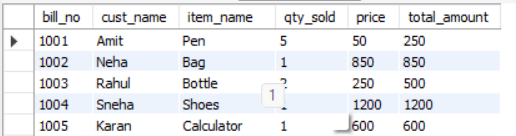 bill_no cust_name item_name qty_sold price total_amount
1001 Amit Pen 5 50 250
1002 Neha Bag 1 850 850
1003 Rahul Bottle 2 250 500
1004 Sneha Shoes 1 1200 1200
1005 Karan Calculator 1 600 600
1